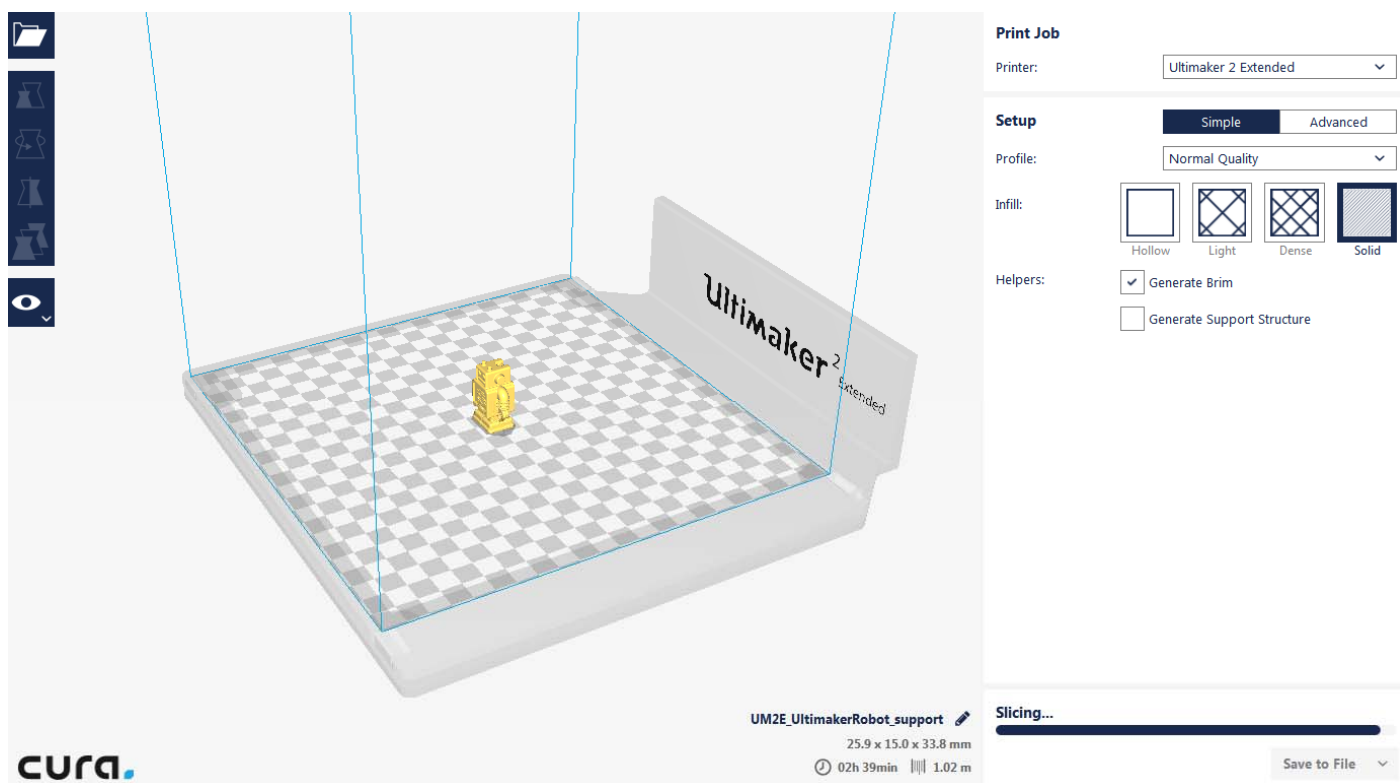 Print Job
Printer: Ultimaker 2 Extended
Setup Simple Advanced
Profile: Normal Quality
Infill:
Hollow Light Dense Solid
Helpers: Generate Brim
Generate Support Structure
Ultimaker 2
Extended
UM2E_UltimakerRobot_support
25.9 x 15.0 x 33.8 mm
02h 39min 1.02 m
Slicing...
Save to File
cura.